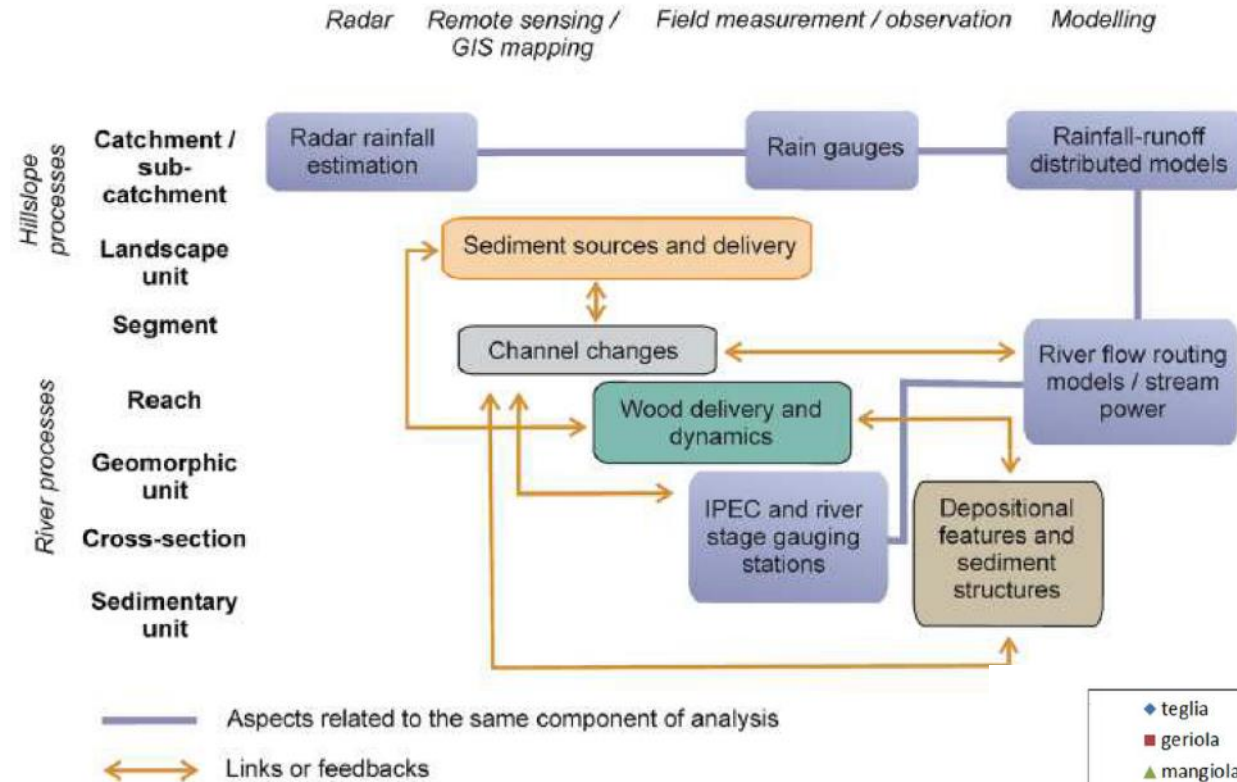 Radar
Remote sensing /
GIS mapping
Field measurement / observation
Modelling
Hillslope
processes
Catchment /
sub-
catchment
Radar rainfall
estimation
Rain gauges
Rainfall-runoff
distributed models
Landscape
unit
Sediment sources and delivery
Segment
Channel changes
River flow routing
models / stream
power
River processes
Reach
Wood delivery and
dynamics
Geomorphic
unit
IPEC and river
stage gauging
stations
Depositional
features and
sediment
structures
Cross-section
Sedimentary
unit
Aspects related to the same component of analysis
Links or feedbacks
teglia
geriola
mangiola